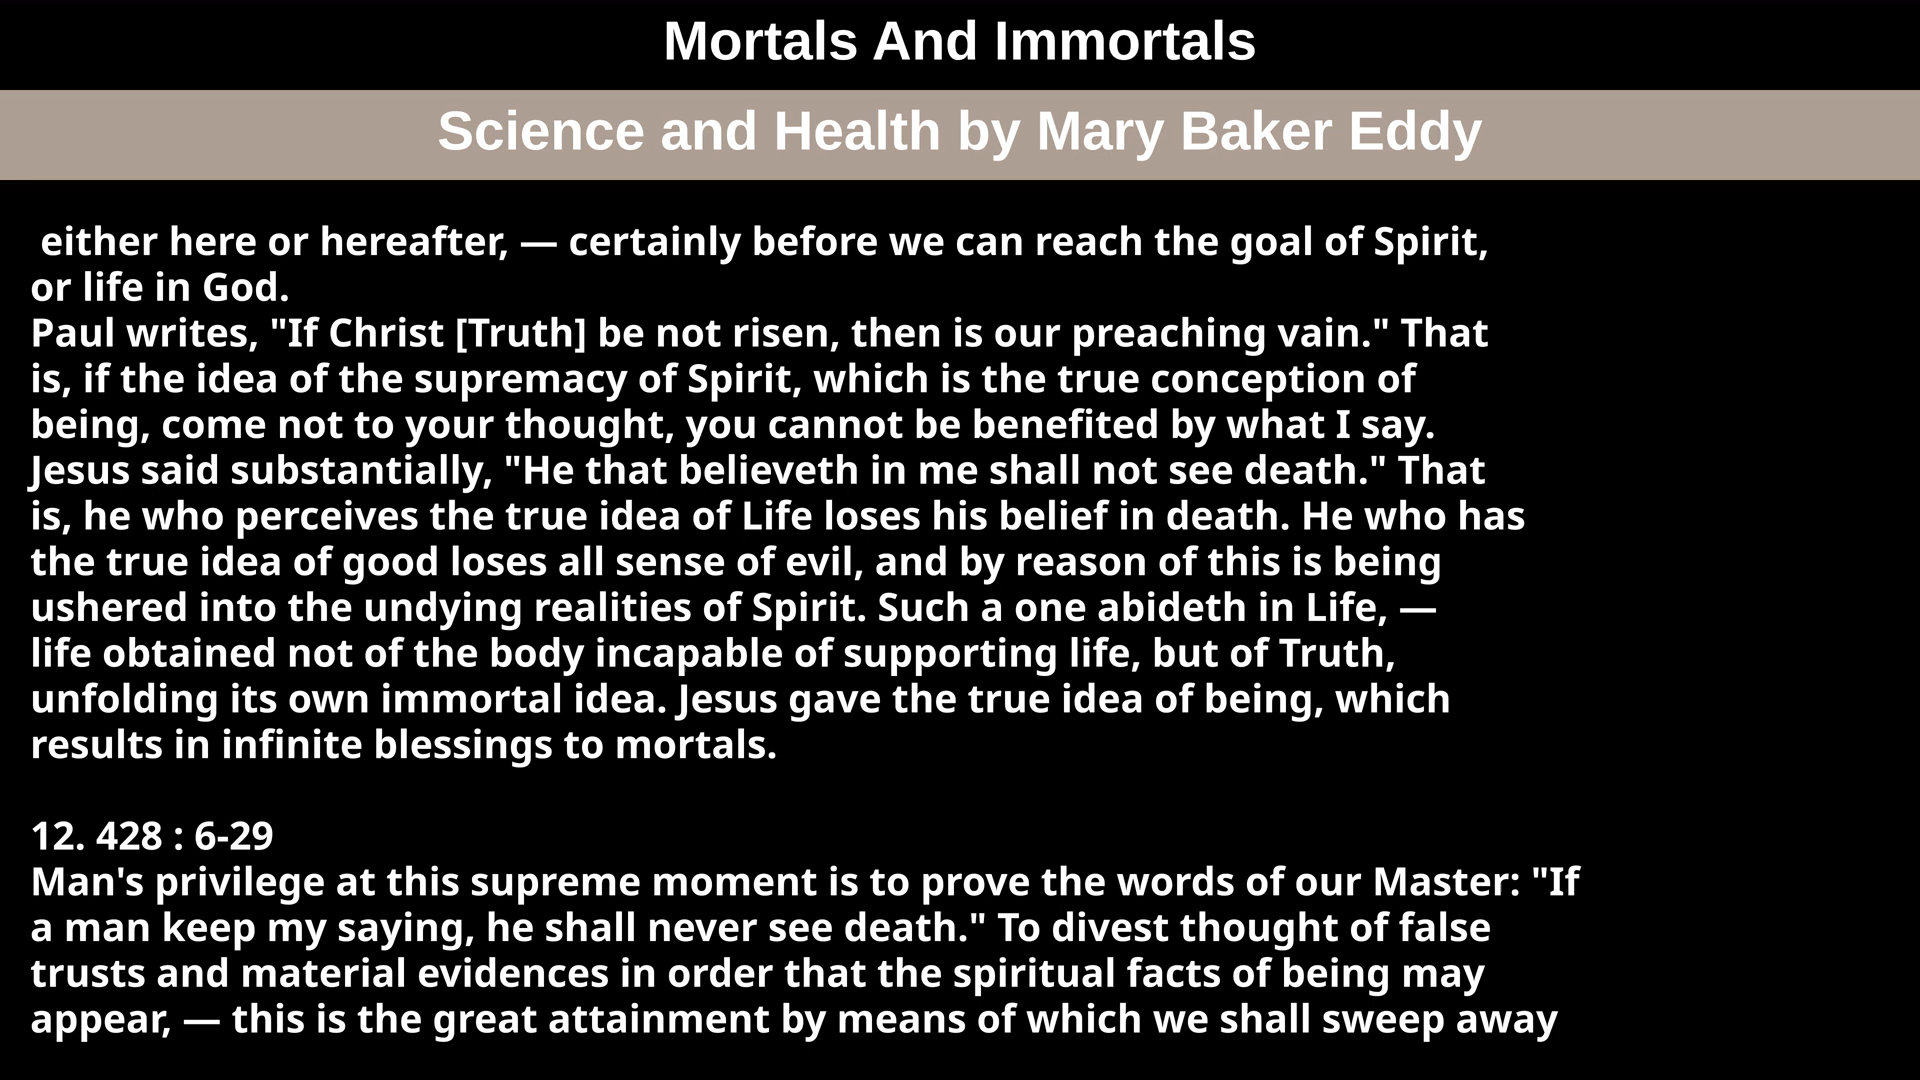 Mortals And Immortals
Science and Health by Mary Baker Eddy
either here or hereafter, — certainly before we can reach the goal of Spirit,
or life in God.
Paul writes, "If Christ [Truth] be not risen, then is our preaching vain." That
is, if the idea of the supremacy of Spirit, which is the true conception of
being, come not to your thought, you cannot be benefited by what I say.
Jesus said substantially, "He that believeth in me shall not see death." That
is, he who perceives the true idea of Life loses his belief in death. He who has
the true idea of good loses all sense of evil, and by reason of this is being
ushered into the undying realities of Spirit. Such a one abideth in Life, —
life obtained not of the body incapable of supporting life, but of Truth,
unfolding its own immortal idea. Jesus gave the true idea of being, which
results in infinite blessings to mortals.
12. 428 : 6-29
Man's privilege at this supreme moment is to prove the words of our Master: "If
a man keep my saying, he shall never see death." To divest thought of false
trusts and material evidences in order that the spiritual facts of being may
appear, — this is the great attainment by means of which we shall sweep away